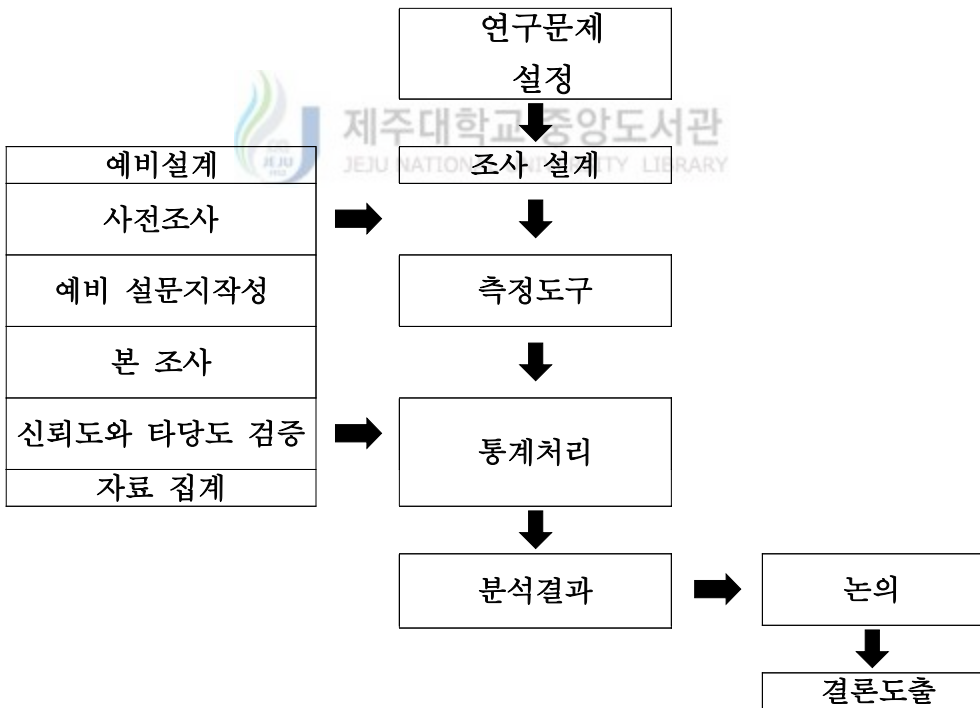 연구문제
설정
제주대학교 중앙도서관
JEJU NATIONAL UNIVERSITY LIBRARY
JEJU
1952
예비설계
조사 설계
사전조사
예비 설문지작성
측정도구
본 조사
신뢰도와 타당도 검증
통계처리
자료 집계
분석결과
논의
결론도출